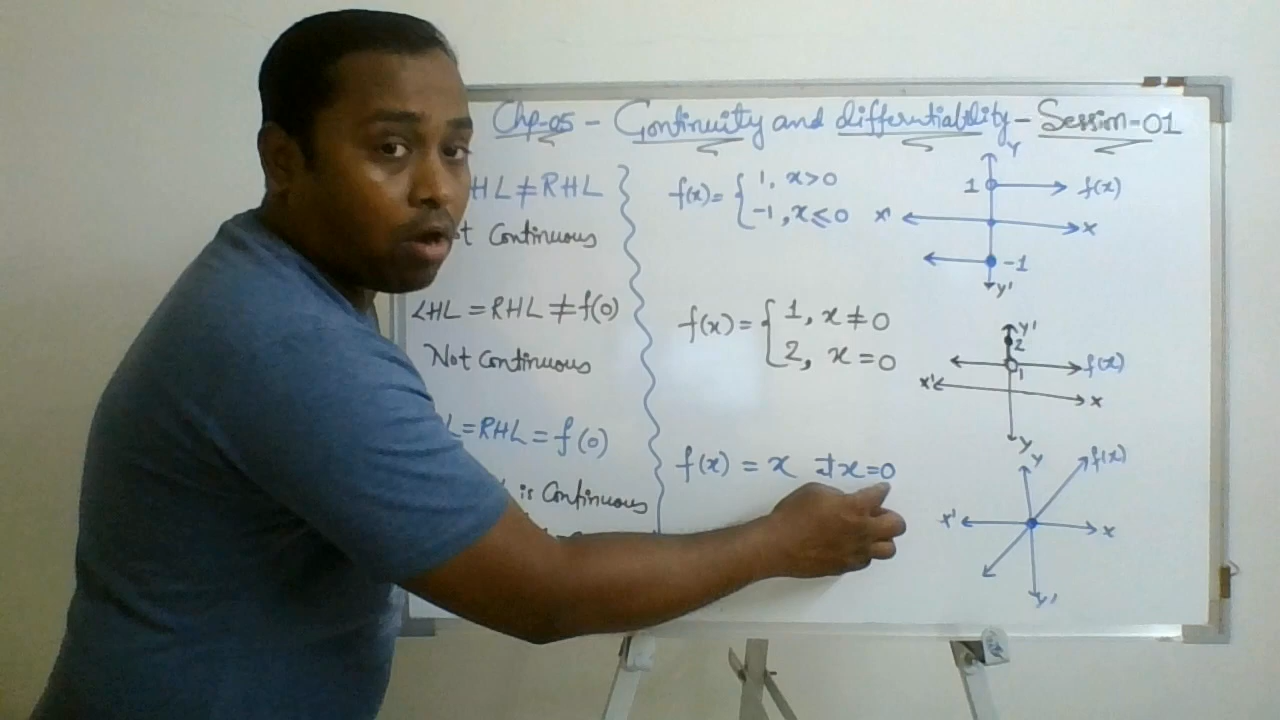 Chp-05 - Continuity and differentiability - Session-01
HL ≠ RHL
t Continuous
LHL = RHL ≠ f(0)
Not Continuous
L = RHL = f(0)
is Continuous
f(x) = { 1, x > 0
-1, x ≤ 0
f(x) = { 1, x ≠ 0
2, x = 0
f(x) = x at x = 0
Y
1 f(x)
X' X
-1
Y'
Y'
2
f(x)
1
X' X
Y
Y f(x)
X' X
Y'